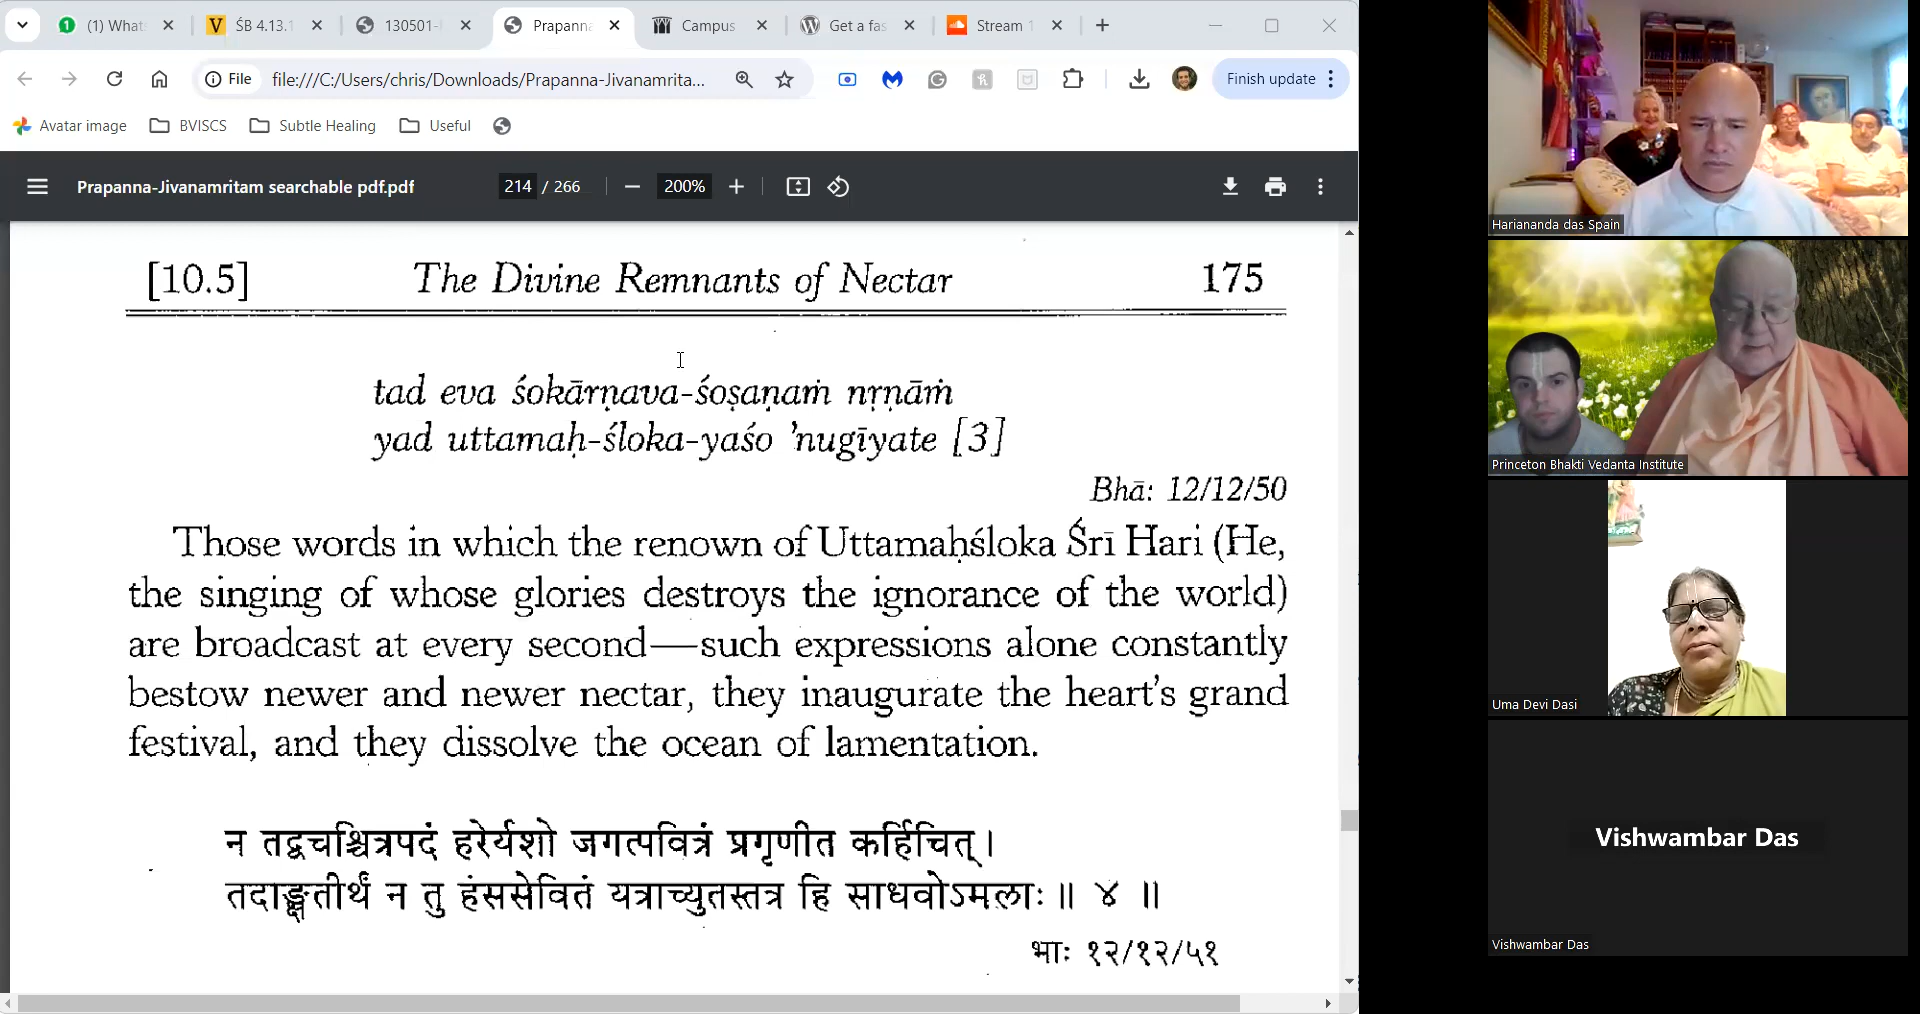 (1) What
ŚB 4.13.1
130501-
Prapanna
Campus
Get a fas
Stream
File
file:///C:/Users/chris/Downloads/Prapanna-Jivanamrita...
Finish update
Avatar image
BVISCS
Subtle Healing
Useful
Prapanna-Jivanamritam searchable pdf.pdf
214 / 266
200%
[10.5] The Divine Remnants of Nectar 175
tad eva śokārṇava-śoṣaṇaṁ nṛṇāṁ
yad uttamaḥ-śloka-yaśo 'nugīyate [3]
Bhā: 12/12/50
Those words in which the renown of Uttamaḥśloka Śrī Hari (He,
the singing of whose glories destroys the ignorance of the world)
are broadcast at every second—such expressions alone constantly
bestow newer and newer nectar, they inaugurate the heart's grand
festival, and they dissolve the ocean of lamentation.
न तद्वचश्चित्रपदं हरेर्यशो जगत्पवित्रं प्रगृणीत कर्हिचित् ।
तदाङ्क्षतीर्थं न तु हंससेवितं यत्राच्युतस्तत्र हि साधवोऽमलाः ॥ ४ ॥
भाः १२/१२/५१
Hariananda das Spain
Princeton Bhakti Vedanta Institute
Uma Devi Dasi
Vishwambar Das
Vishwambar Das